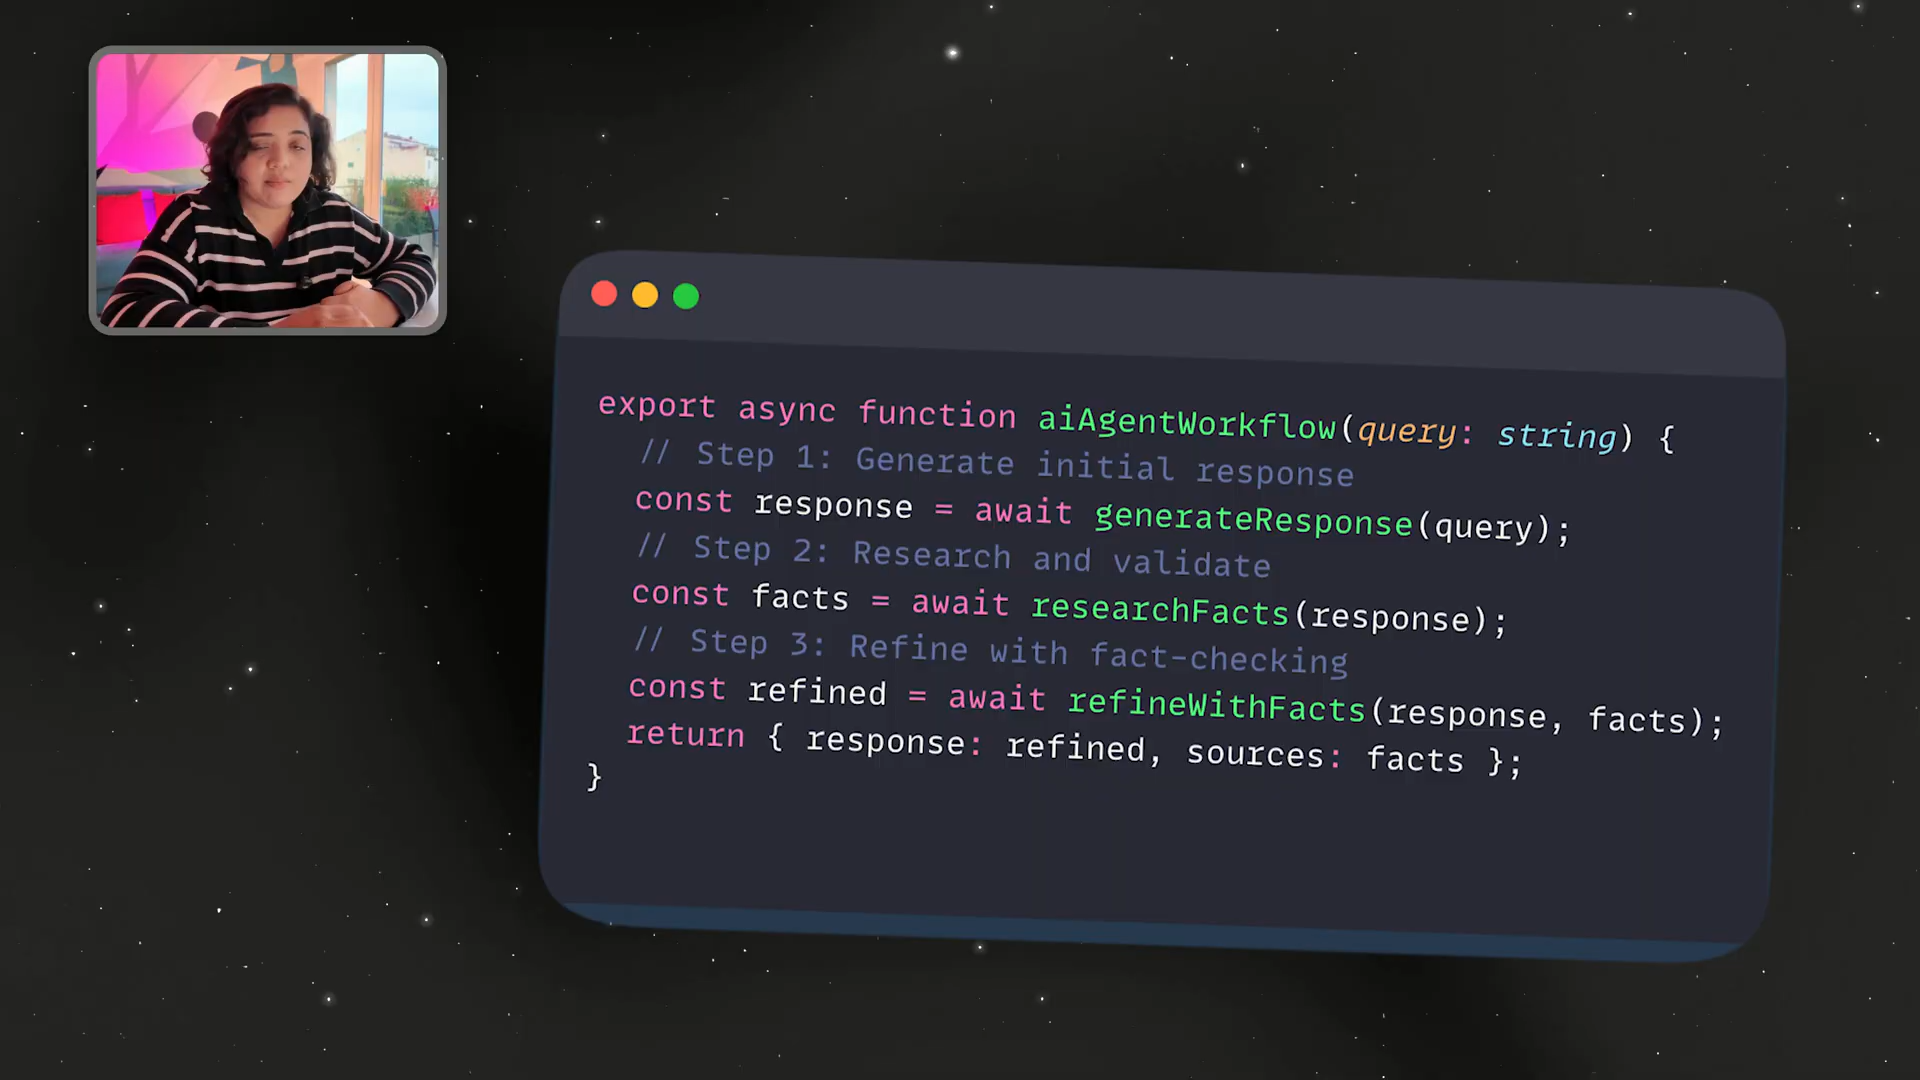 export async function aiAgentWorkflow(query: string) {
// Step 1: Generate initial response
const response = await generateResponse(query);
// Step 2: Research and validate
const facts = await researchFacts(response);
// Step 3: Refine with fact-checking
const refined = await refineWithFacts(response, facts);
return { response: refined, sources: facts };
}